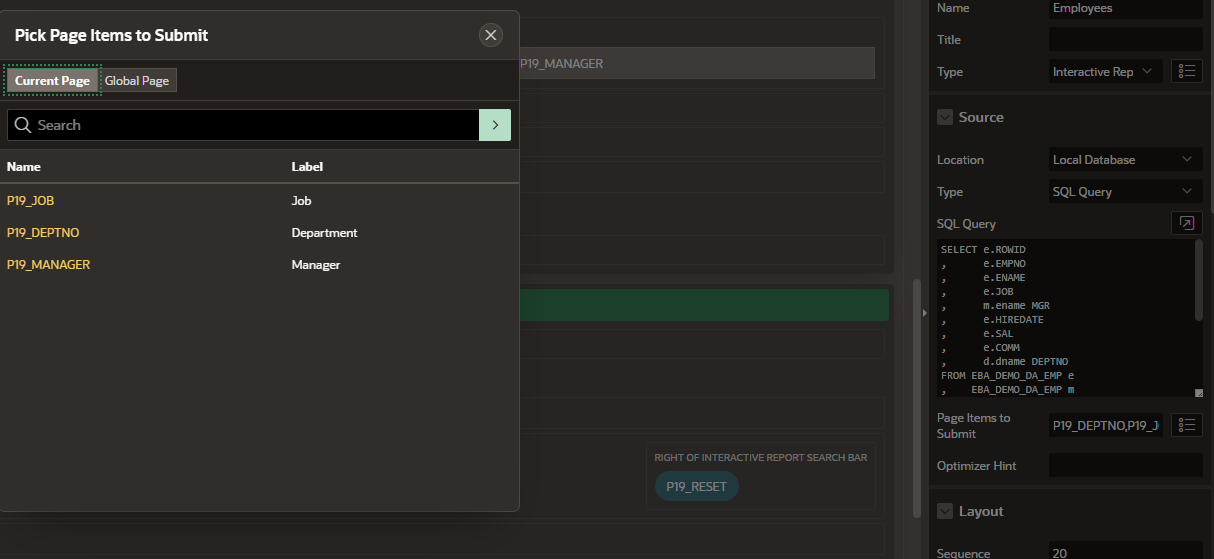 Pick Page Items to Submit
Current Page
Global Page
Search
Name
Label
P19_JOB
Job
P19_DEPTNO
Department
P19_MANAGER
Manager
P19_MANAGER
RIGHT OF INTERACTIVE REPORT SEARCH BAR
P19_RESET
Name
Employees
Title
Type
Interactive Rep
Source
Location
Local Database
Type
SQL Query
SQL Query
SELECT e.ROWID
,      e.EMPNO
,      e.ENAME
,      e.JOB
,      m.ename MGR
,      e.HIREDATE
,      e.SAL
,      e.COMM
,      d.dname DEPTNO
FROM EBA_DEMO_DA_EMP e
,    EBA_DEMO_DA_EMP m
Page Items to
Submit
P19_DEPTNO,P19_J
Optimizer Hint
Layout
Sequence
20